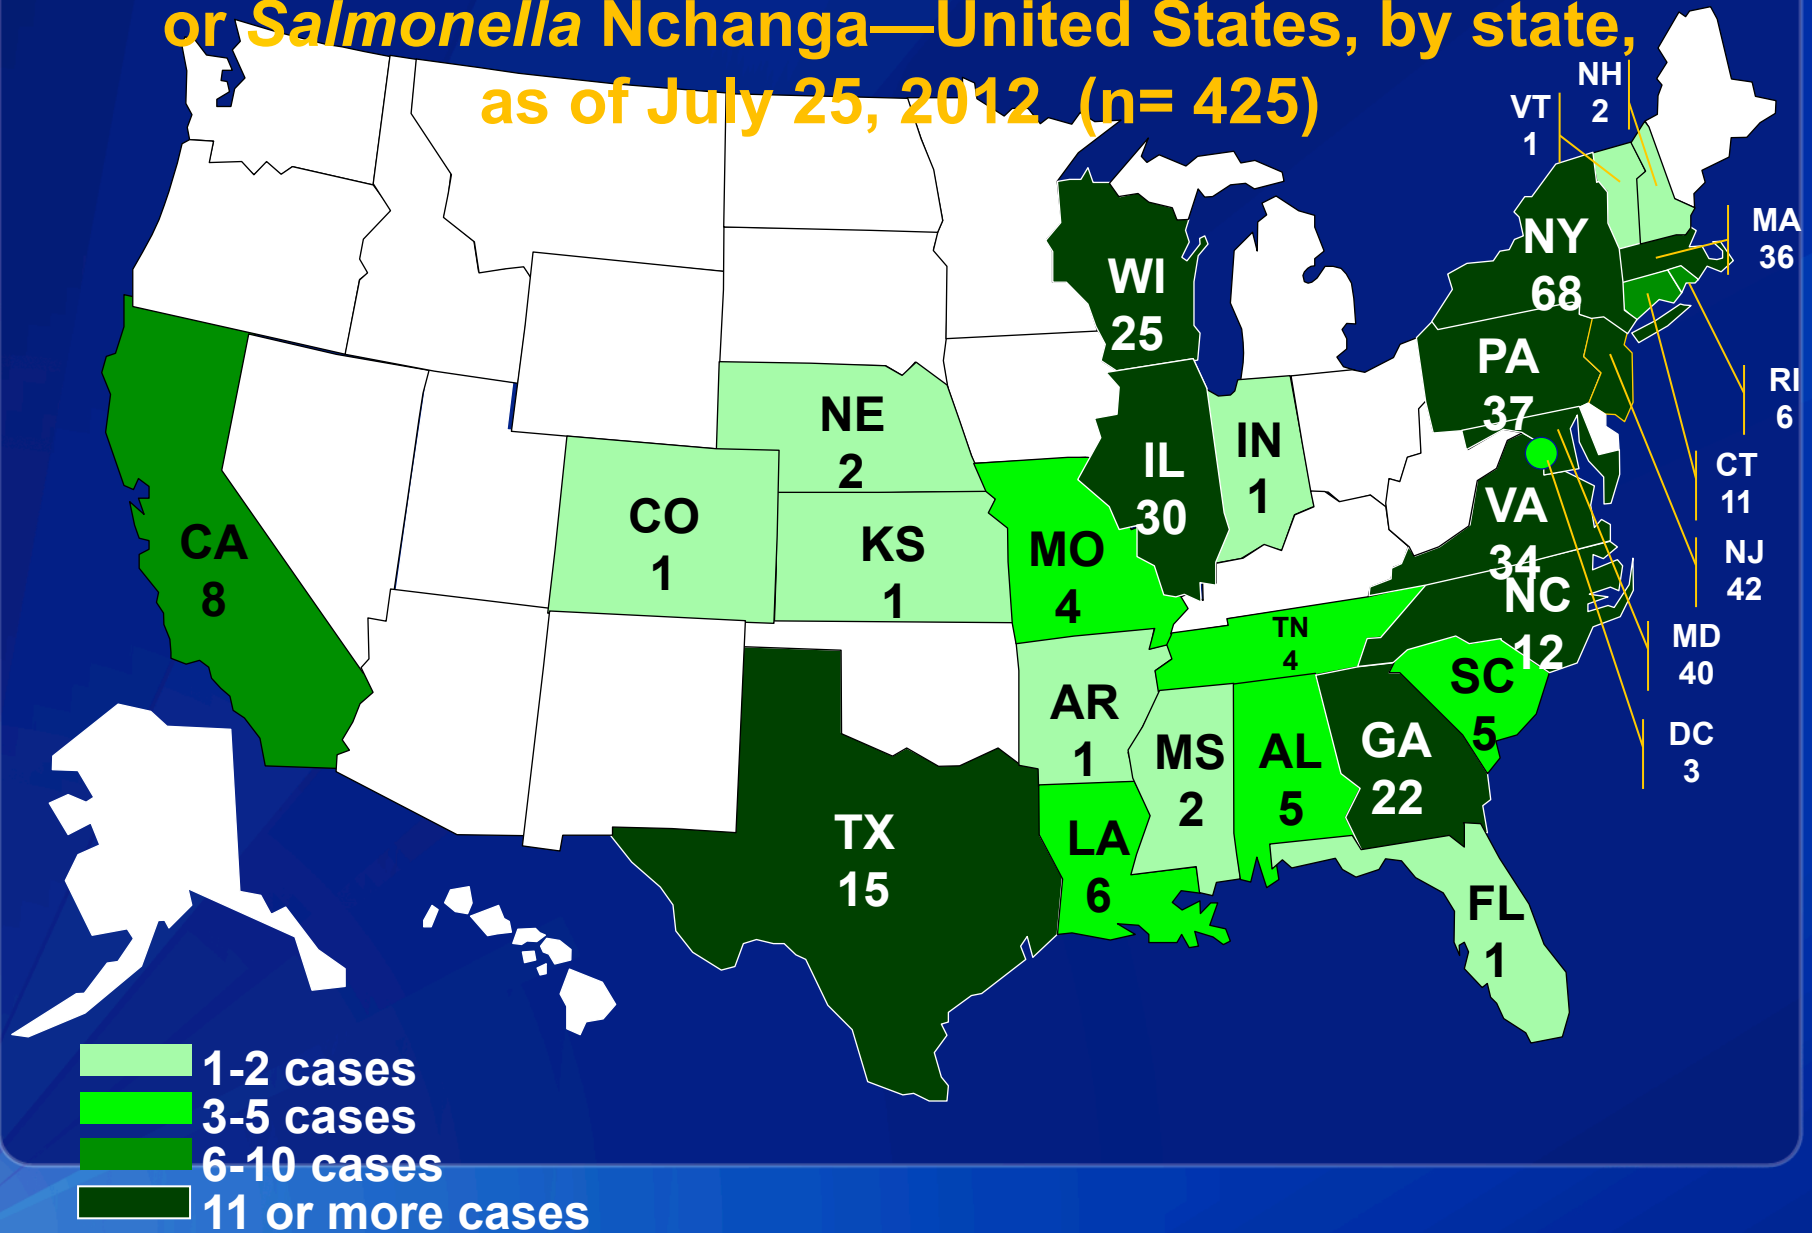 or Salmonella Nchanga—United States, by state,
as of July 25, 2012 (n= 425)
NH
2
VT
1
MA
36
NY
68
WI
25
PA
37
RI
6
NE
2
IN
1
IL
30
CT
11
VA
34
CO
1
KS
1
MO
4
CA
8
NJ
42
NC
12
TN
4
MD
40
SC
5
AR
1
MS
2
AL
5
GA
22
DC
3
TX
15
LA
6
FL
1
1-2 cases
3-5 cases
6-10 cases
11 or more cases